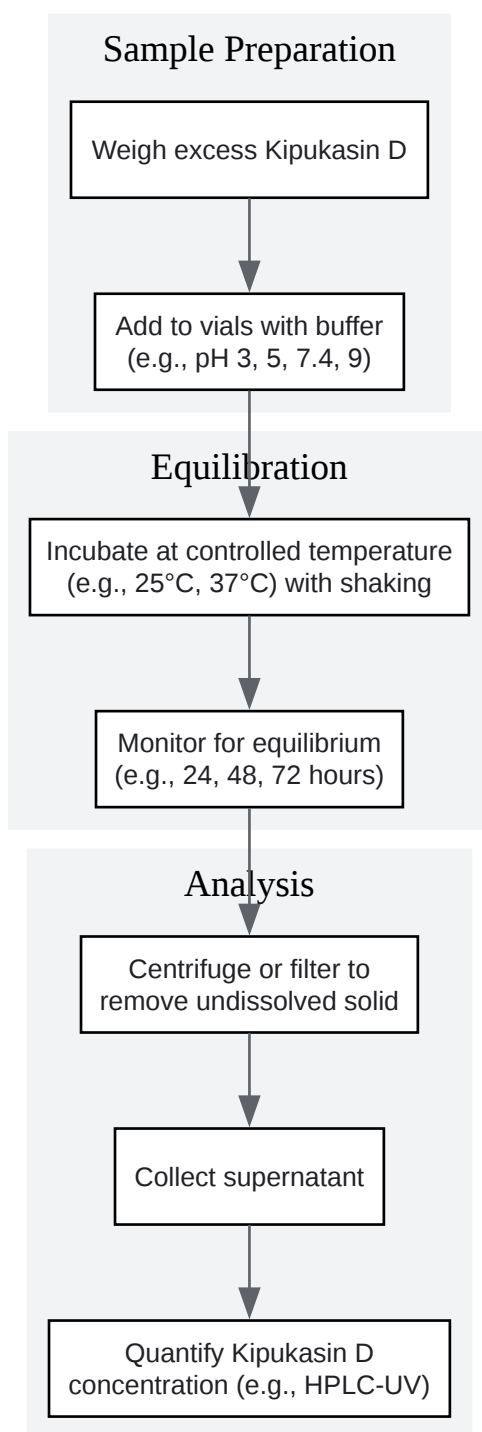 Sample Preparation
Weigh excess Kipukasin D
Add to vials with buffer
(e.g., pH 3, 5, 7.4, 9)
Equilibration
Incubate at controlled temperature
(e.g., 25°C, 37°C) with shaking
Monitor for equilibrium
(e.g., 24, 48, 72 hours)
Analysis
Centrifuge or filter to
remove undissolved solid
Collect supernatant
Quantify Kipukasin D
concentration (e.g., HPLC-UV)